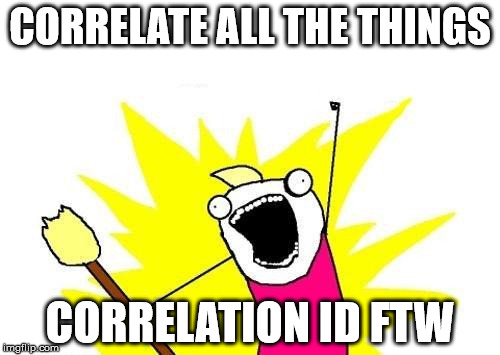 CORRELATE ALL THE THINGS
CORRELATION ID FTW
imgflip.com